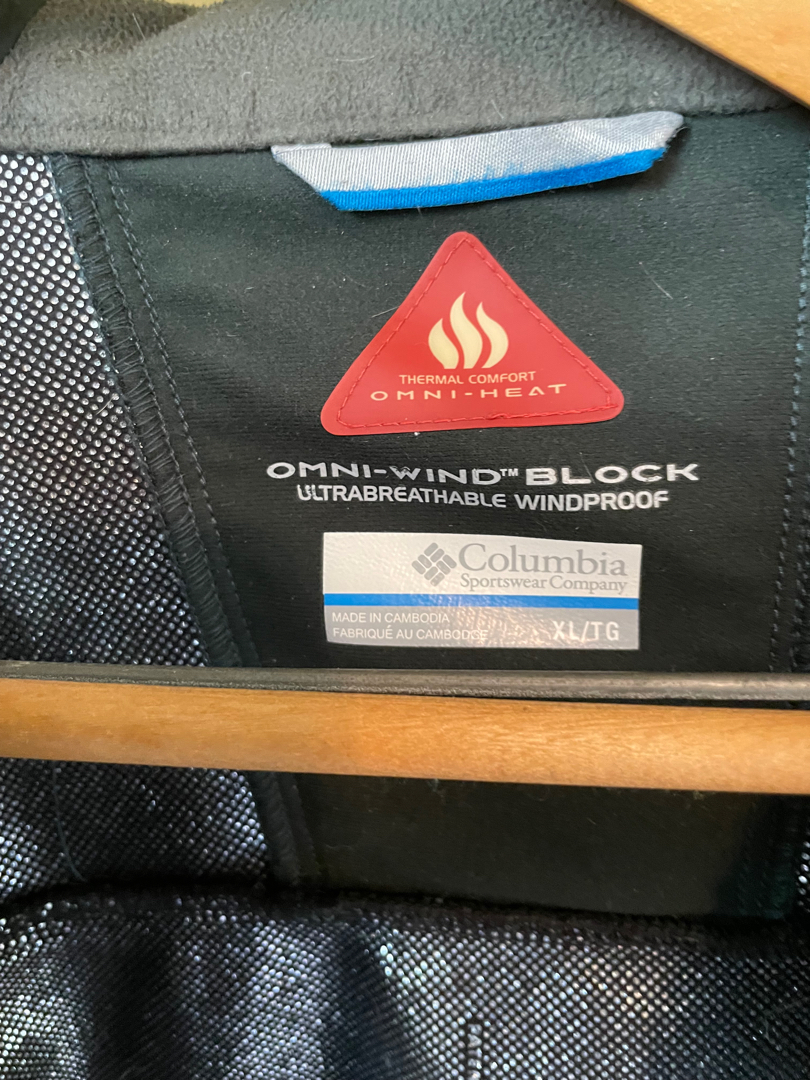 THERMAL COMFORT
OMNI-HEAT
OMNI-WIND™ BLOCK
ULTRABREATHABLE WINDPROOF
Columbia
Sportswear Company
MADE IN CAMBODIA
FABRIQUÉ AU CAMBODGE
XL/TG